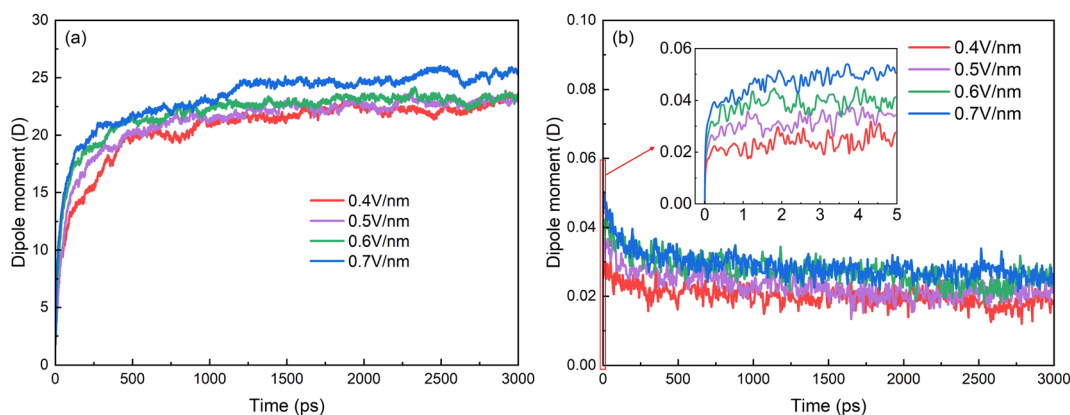 (a)
Dipole moment (D)
30
25
20
15
10
5
0
0 500 1000 1500 2000 2500 3000
Time (ps)
0.4V/nm
0.5V/nm
0.6V/nm
0.7V/nm
(b)
Dipole moment (D)
0.10
0.08
0.06
0.04
0.02
0.00
0 500 1000 1500 2000 2500 3000
Time (ps)
0.06
0.04
0.02
0.00
0 1 2 3 4 5
0.4V/nm
0.5V/nm
0.6V/nm
0.7V/nm